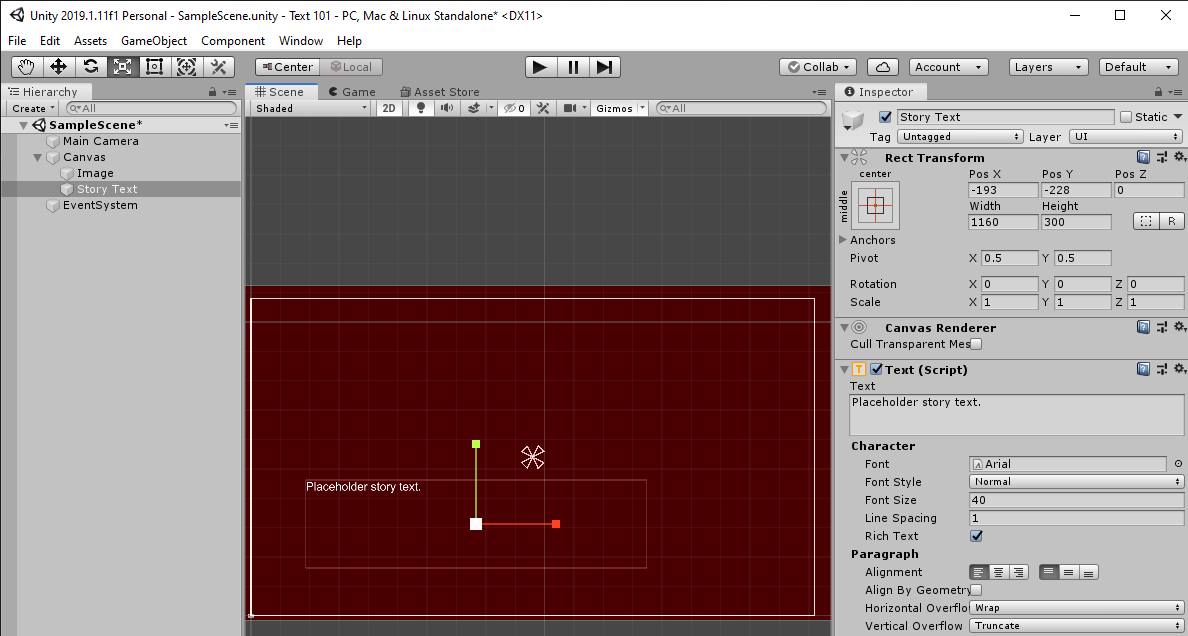 Unity 2019.1.11f1 Personal - SampleScene.unity - Text 101 - PC, Mac & Linux Standalone* <DX11>
File Edit Assets GameObject Component Window Help
Center Local Collab Account Layers Default
Hierarchy Scene Game Asset Store Inspector
Create All Shaded 2D 0 Gizmos All
Story Text Static
Tag Untagged Layer UI
SampleScene*
Main Camera
Canvas
Image
Story Text
EventSystem
Rect Transform
center
middle
Pos X Pos Y Pos Z
-193 -228 0
Width Height
1160 300
R
Anchors
Pivot X 0.5 Y 0.5
Rotation X 0 Y 0 Z 0
Scale X 1 Y 1 Z 1
Canvas Renderer
Cull Transparent Mes
T Text (Script)
Text
Placeholder story text.
Character
Font Arial
Font Style Normal
Font Size 40
Line Spacing 1
Rich Text
Paragraph
Alignment
Align By Geometry
Horizontal Overflo Wrap
Vertical Overflow Truncate
Placeholder story text.